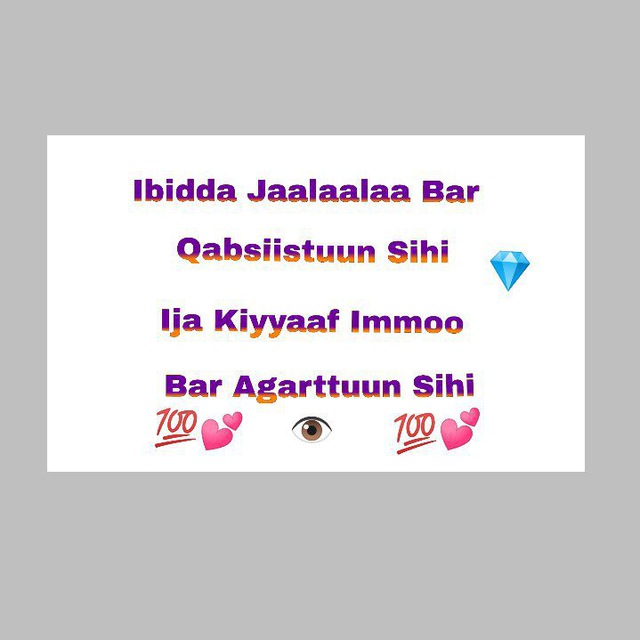 Ibidda Jaalaalaa Bar
Qabsiistuun Sihi
Ija Kiyyaaf Immoo
Bar Agarttuun Sihi
💯💕 👁️ 💯💕